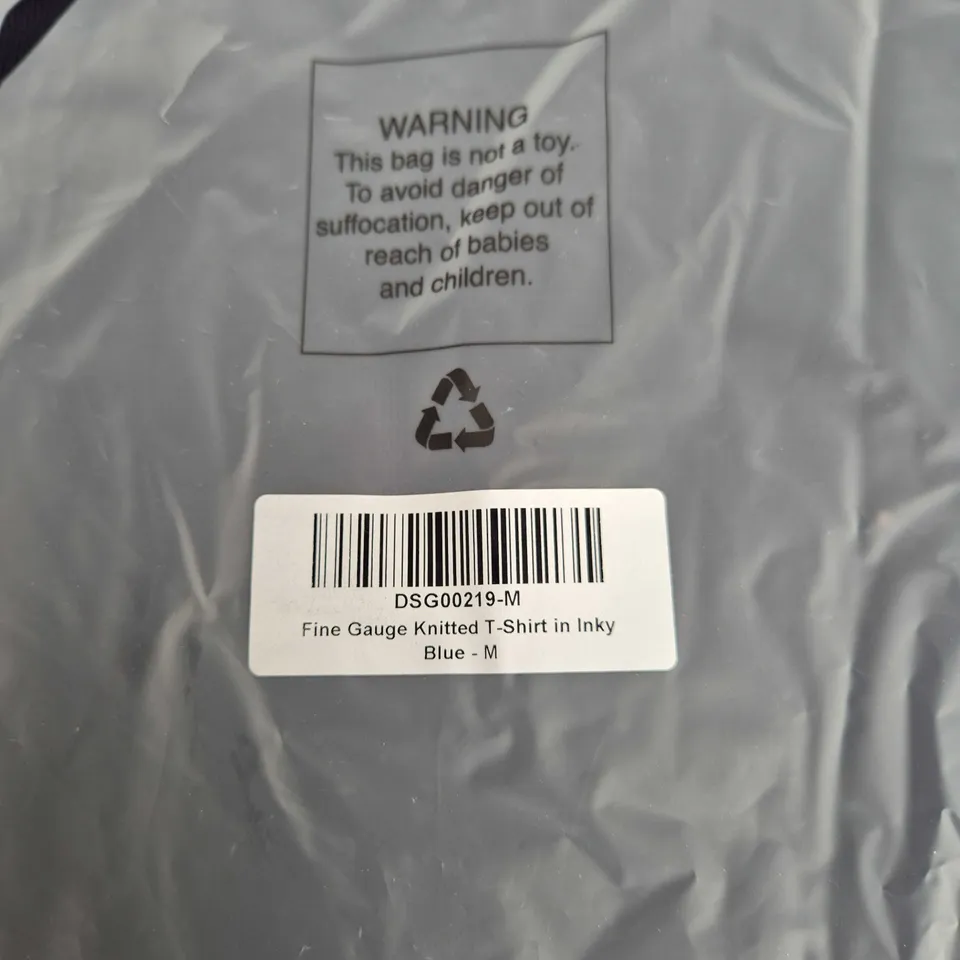 WARNING
This bag is not a toy.
To avoid danger of
suffocation, keep out of
reach of babies
and children.
DSG00219-M
Fine Gauge Knitted T-Shirt in Inky
Blue - M